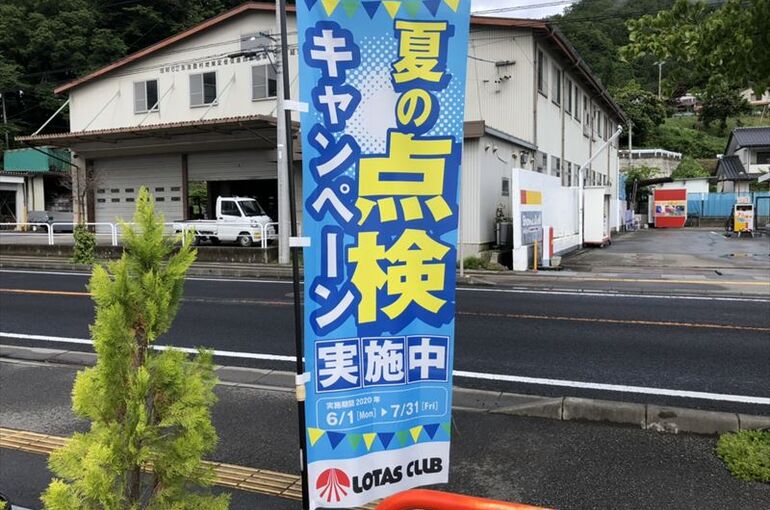 夏の点検
キャンペーン
実施中
実施期間2020年
6/1[Mon]▶7/31[Fri]
LOTAS CLUB